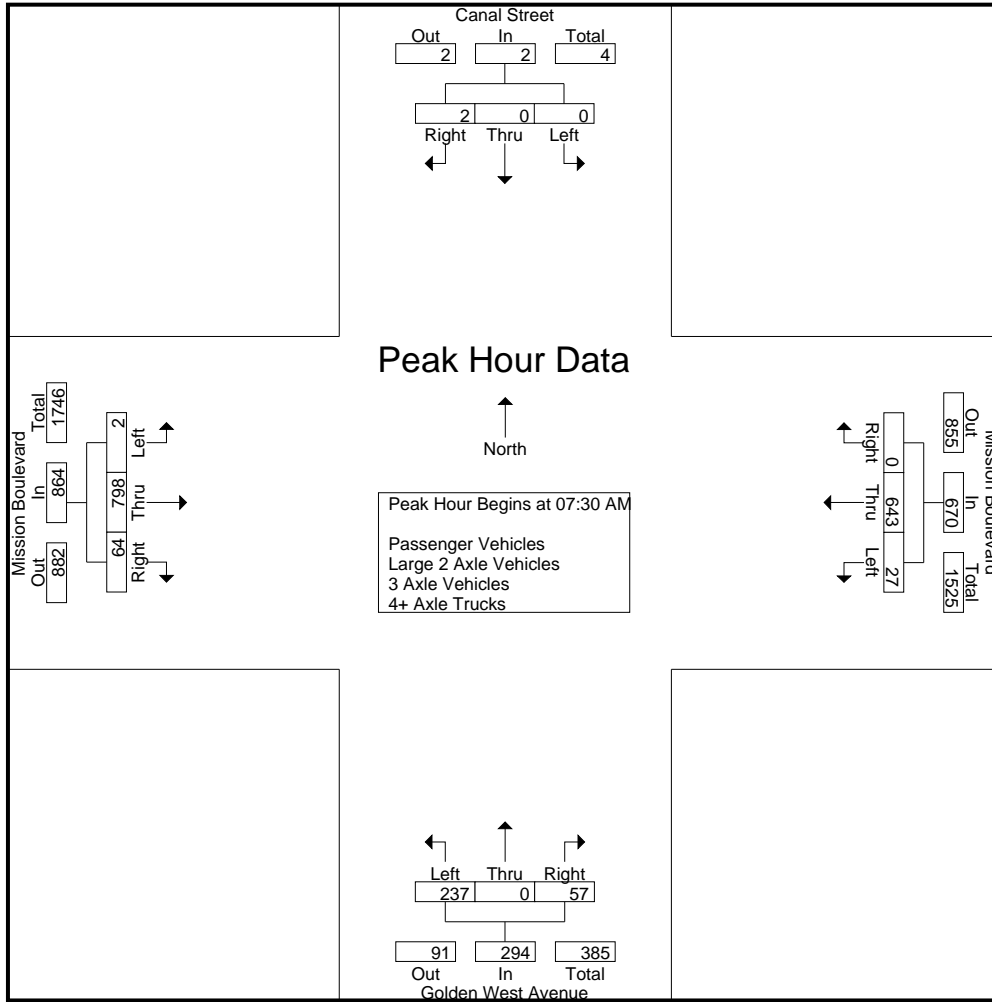 Canal Street
Out In Total
2 2 4
2 0 0
Right Thru Left
Peak Hour Data
North
Peak Hour Begins at 07:30 AM
Passenger Vehicles
Large 2 Axle Vehicles
3 Axle Vehicles
4+ Axle Trucks
Mission Boulevard
Out In Total
882 864 1746
Left Thru Right
2 798 64
Mission Boulevard
Out In Total
855 670 1525
Right Thru Left
0 643 27
Left Thru Right
237 0 57
91 294 385
Out In Total
Golden West Avenue